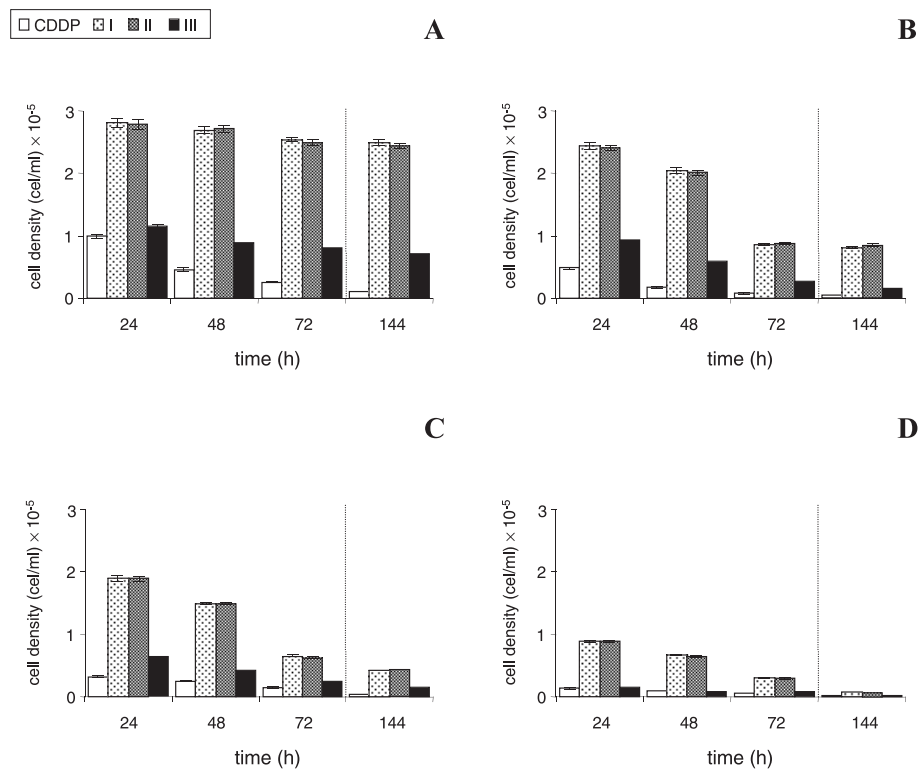 CDDP I II III
A
B
cell density (cel/ml) × 10-5
3
2
1
0
24 48 72 144
time (h)
cell density (cel/ml) × 10-5
3
2
1
0
24 48 72 144
time (h)
C
D
cell density (cel/ml) × 10-5
3
2
1
0
24 48 72 144
time (h)
cell density (cel/ml) × 10-5
3
2
1
0
24 48 72 144
time (h)